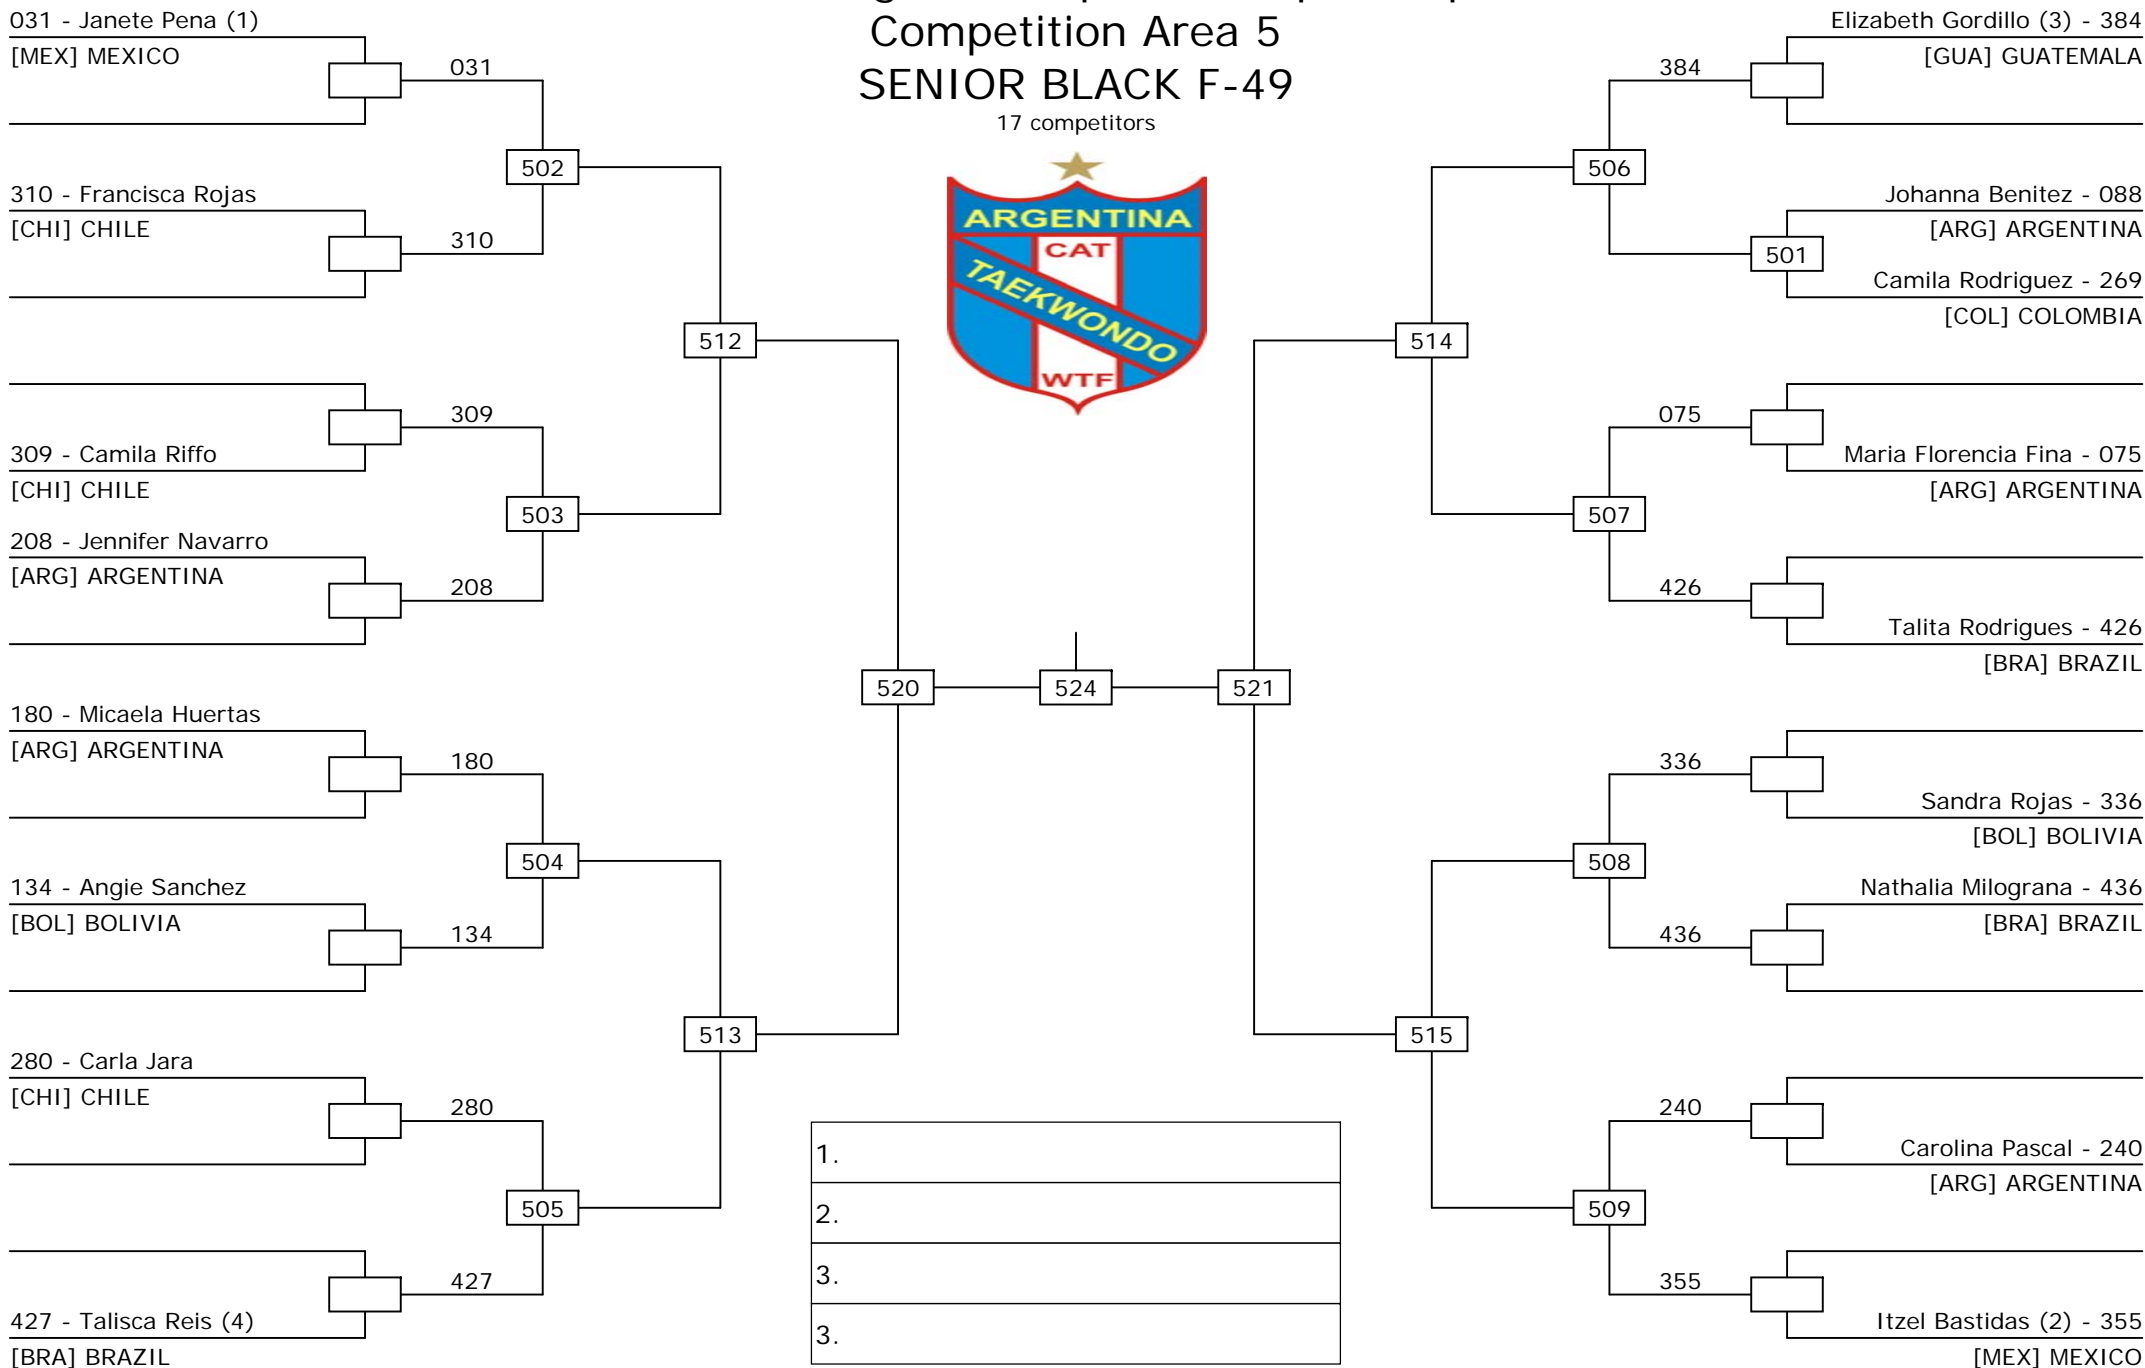 Competition Area 5
SENIOR BLACK F-49
17 competitors
ARGENTINA
CAT
TAEKWONDO
WTF
031 - Janete Pena (1)
[MEX] MEXICO
031
502
310 - Francisca Rojas
[CHI] CHILE
310
512
309
309 - Camila Riffo
[CHI] CHILE
503
208 - Jennifer Navarro
[ARG] ARGENTINA
208
520
180 - Micaela Huertas
[ARG] ARGENTINA
180
504
134 - Angie Sanchez
[BOL] BOLIVIA
134
513
280 - Carla Jara
[CHI] CHILE
280
505
427
427 - Talisca Reis (4)
[BRA] BRAZIL
524
521
Elizabeth Gordillo (3) - 384
[GUA] GUATEMALA
384
506
Johanna Benitez - 088
[ARG] ARGENTINA
501
Camila Rodriguez - 269
[COL] COLOMBIA
514
075
Maria Florencia Fina - 075
[ARG] ARGENTINA
507
426
Talita Rodrigues - 426
[BRA] BRAZIL
336
Sandra Rojas - 336
[BOL] BOLIVIA
508
Nathalia Milograna - 436
[BRA] BRAZIL
436
515
240
Carolina Pascal - 240
[ARG] ARGENTINA
509
355
Itzel Bastidas (2) - 355
[MEX] MEXICO
1.
2.
3.
3.